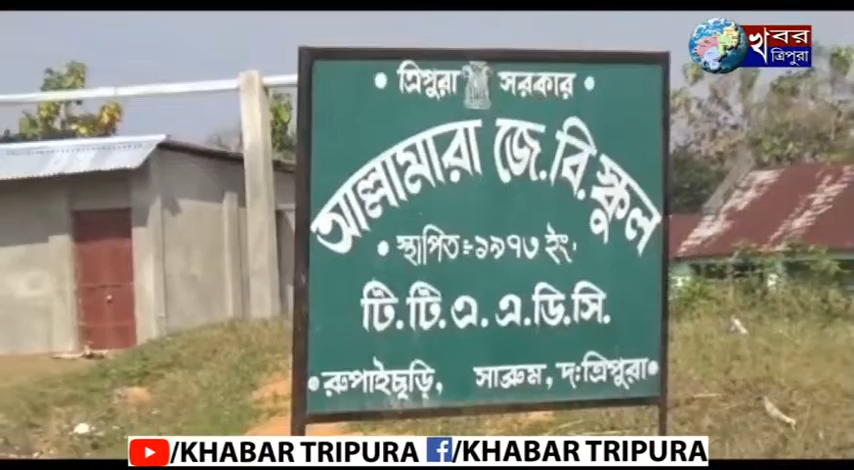 খবর
ত্রিপুরা
ত্রিপুরা সরকার
আল্লামারা জে.বি.স্কুল
স্থাপিত:-১৯৭৩ ইং
টি.টি.এ.এ.ডি.সি.
রুপাইছড়ি, সাব্রুম, দ:ত্রিপুরা
/KHABAR TRIPURA f/KHABAR TRIPURA